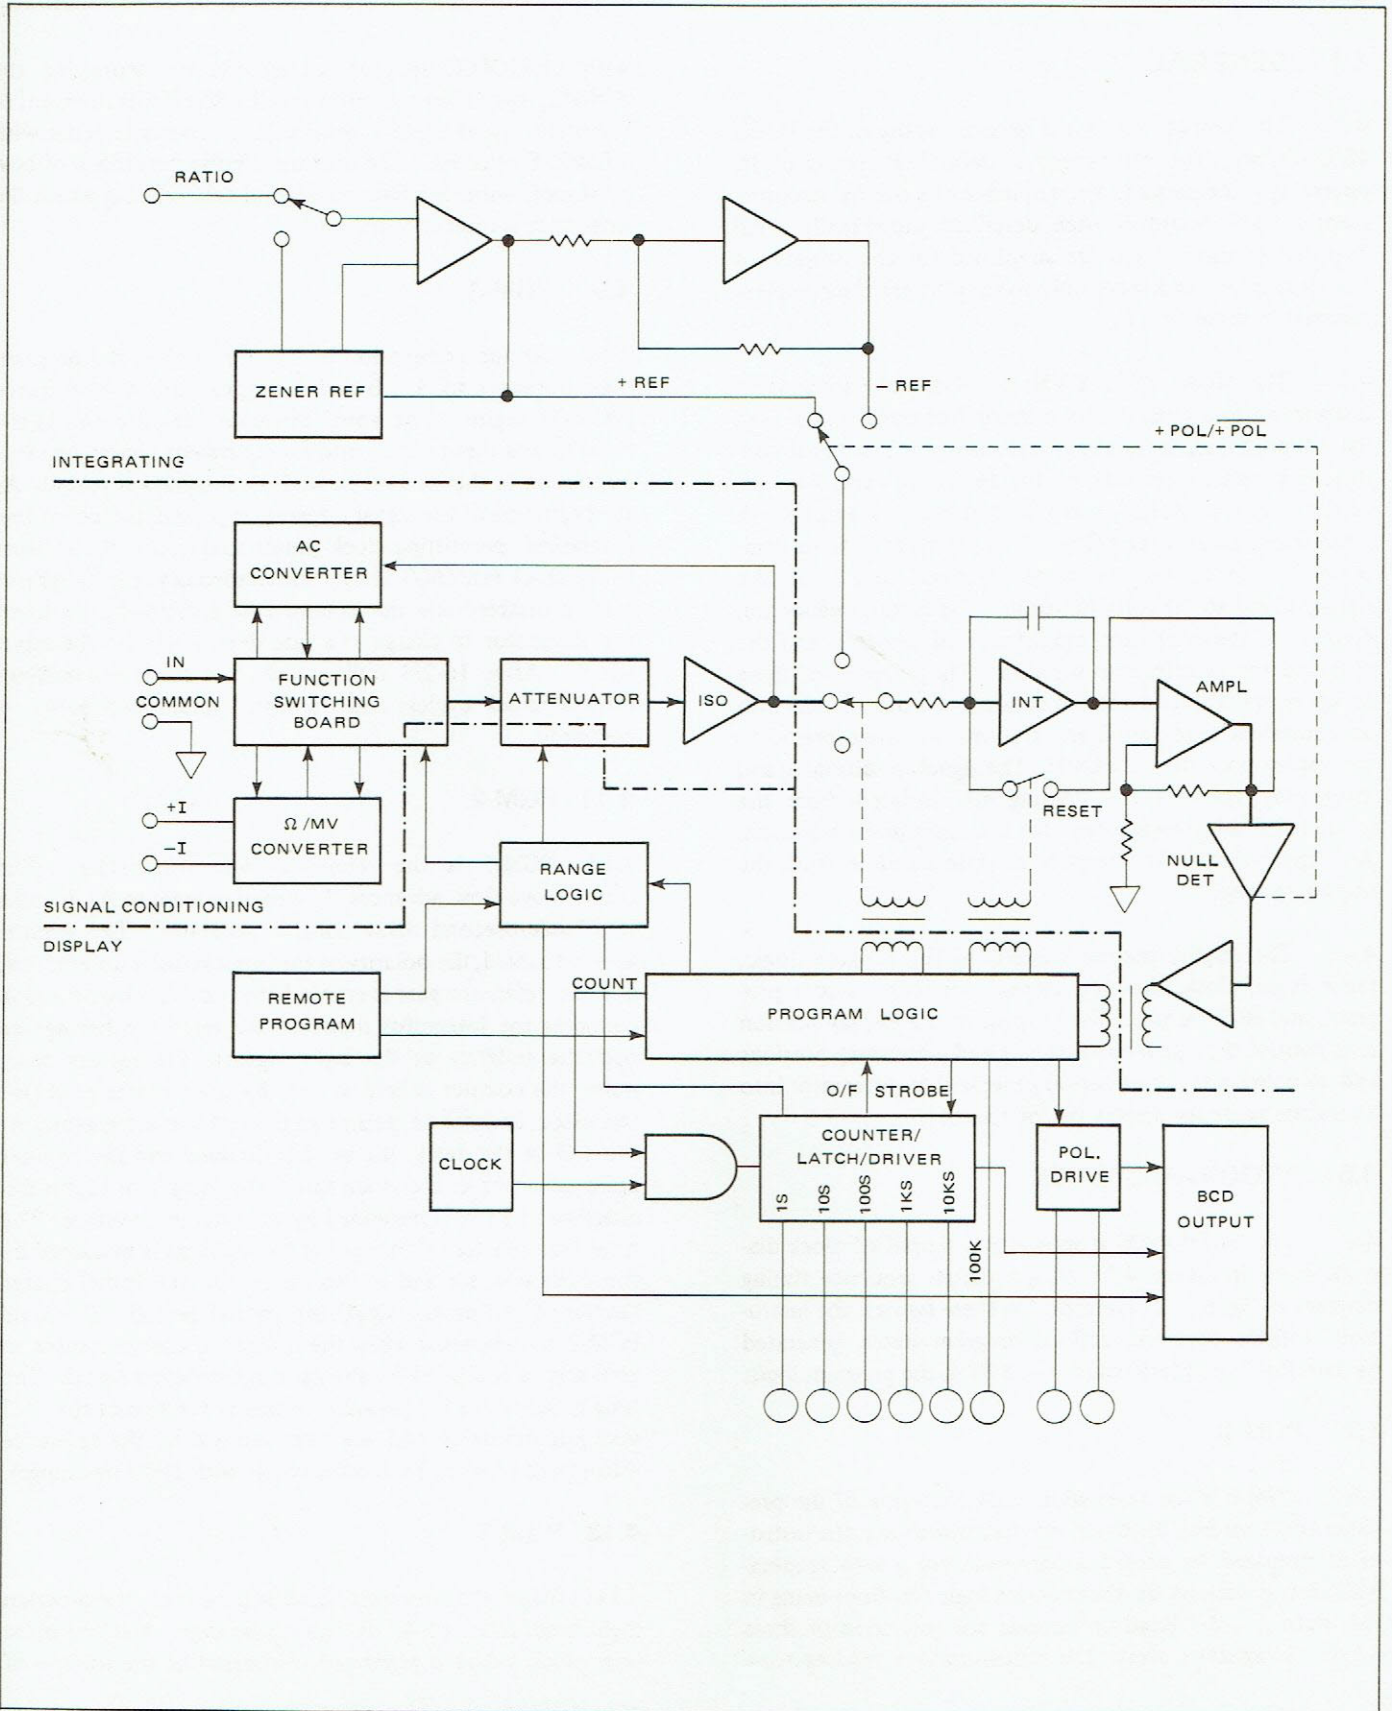 RATIO
ZENER REF
+ REF
– REF
+ POL/+POL
INTEGRATING
AC
CONVERTER
IN
COMMON
FUNCTION
SWITCHING
BOARD
ATTENUATOR
ISO
INT
AMPL
RESET
+I
–I
Ω/MV
CONVERTER
RANGE
LOGIC
NULL
DET
SIGNAL CONDITIONING
DISPLAY
REMOTE
PROGRAM
COUNT
PROGRAM LOGIC
O/F
STROBE
CLOCK
COUNTER/
LATCH/DRIVER
1S
10S
100S
1KS
10KS
100K
POL.
DRIVE
BCD
OUTPUT